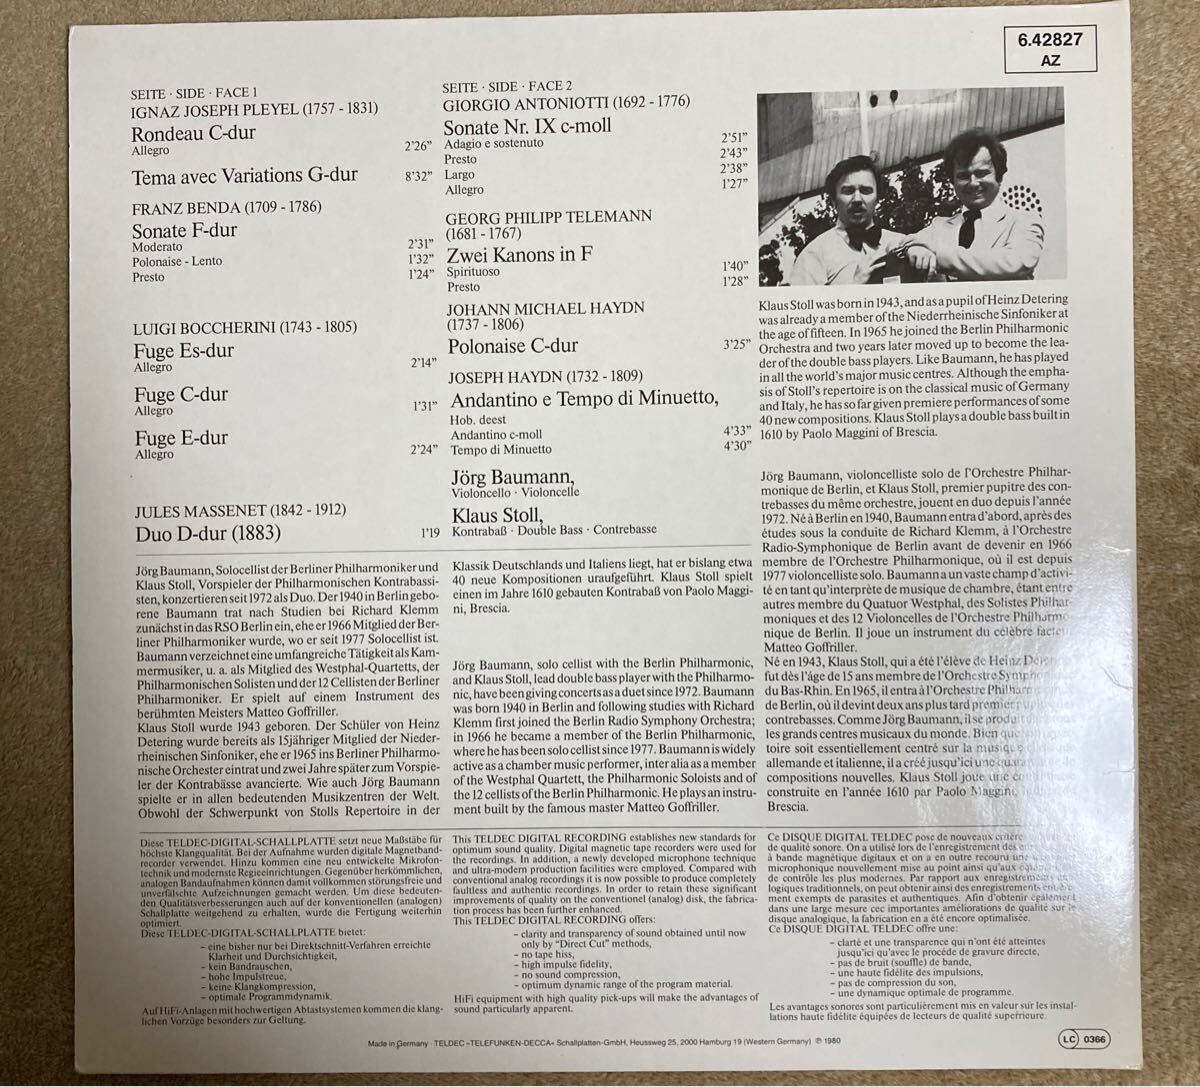 6.42827
AZ
SEITE · SIDE · FACE 1
IGNAZ JOSEPH PLEYEL (1757 - 1831)
Rondeau C-dur
Allegro 2'26”
Tema avec Variations G-dur 8'32”
FRANZ BENDA (1709 - 1786)
Sonate F-dur
Moderato 2'31”
Polonaise - Lento 1'32”
Presto 1'24”
LUIGI BOCCHERINI (1743 - 1805)
Fuge Es-dur
Allegro 2'14”
Fuge C-dur
Allegro 1'31”
Fuge E-dur
Allegro 2'24”
JULES MASSENET (1842 - 1912)
Duo D-dur (1883) 1'19
SEITE · SIDE · FACE 2
GIORGIO ANTONIOTTI (1692 - 1776)
Sonate Nr. IX c-moll
Adagio e sostenuto 2'51”
Presto 2'43”
Largo 2'38”
Allegro 1'27”
GEORG PHILIPP TELEMANN
(1681 - 1767)
Zwei Kanons in F
Spirituoso 1'40”
Presto 1'28”
JOHANN MICHAEL HAYDN
(1737 - 1806)
Polonaise C-dur 3'25”
JOSEPH HAYDN (1732 - 1809)
Andantino e Tempo di Minuetto,
Hob. deest
Andantino c-moll 4'33”
Tempo di Minuetto 4'30”
Jörg Baumann,
Violoncello · Violoncelle
Klaus Stoll,
Kontrabaß · Double Bass · Contrebasse
Klaus Stoll was born in 1943, and as a pupil of Heinz Detering
was already a member of the Niederrheinische Sinfoniker at
the age of fifteen. In 1965 he joined the Berlin Philharmonic
Orchestra and two years later moved up to become the lea-
der of the double bass players. Like Baumann, he has played
in all the world's major music centres. Although the empha-
sis of Stoll's repertoire is on the classical music of Germany
and Italy, he has so far given premiere performances of some
40 new compositions. Klaus Stoll plays a double bass built in
1610 by Paolo Maggini of Brescia.
Jörg Baumann, Solocellist der Berliner Philharmoniker und
Klaus Stoll, Vorspieler der Philharmonischen Kontrabassi-
sten, konzertieren seit 1972 als Duo. Der 1940 in Berlin gebo-
rene Baumann trat nach Studien bei Richard Klemm
zunächst in das RSO Berlin ein, ehe er 1966 Mitglied der Ber-
liner Philharmoniker wurde, wo er seit 1977 Solocellist ist.
Baumann verzeichnet eine umfangreiche Tätigkeit als Kam-
mermusiker, u. a. als Mitglied des Westphal-Quartetts, der
Philharmonischen Solisten und der 12 Cellisten der Berliner
Philharmoniker. Er spielt auf einem Instrument des
berühmten Meisters Matteo Goffriller.
Klaus Stoll wurde 1943 geboren. Der Schüler von Heinz
Detering wurde bereits als 15jähriger Mitglied der Nieder-
rheinischen Sinfoniker, ehe er 1965 ins Berliner Philharmo-
nische Orchester eintrat und zwei Jahre später zum Vorspie-
ler der Kontrabässe avancierte. Wie auch Jörg Baumann
spielte er in allen bedeutenden Musikzentren der Welt.
Obwohl der Schwerpunkt von Stolls Repertoire in der
Klassik Deutschlands und Italiens liegt, hat er bislang etwa
40 neue Kompositionen uraufgeführt. Klaus Stoll spielt
einen im Jahre 1610 gebauten Kontrabaß von Paolo Maggi-
ni, Brescia.
Jörg Baumann, solo cellist with the Berlin Philharmonic,
and Klaus Stoll, lead double bass player with the Philharmo-
nic, have been giving concerts as a duet since 1972. Baumann
was born 1940 in Berlin and following studies with Richard
Klemm first joined the Berlin Radio Symphony Orchestra;
in 1966 he became a member of the Berlin Philharmonic,
where he has been solo cellist since 1977. Baumann is widely
active as a chamber music performer, inter alia as a member
of the Westphal Quartett, the Philharmonic Soloists and of
the 12 cellists of the Berlin Philharmonic. He plays an instru-
ment built by the famous master Matteo Goffriller.
Jörg Baumann, violoncelliste solo de l'Orchestre Philhar-
monique de Berlin, et Klaus Stoll, premier pupitre des con-
trebasses du même orchestre, jouent en duo depuis l'année
1972. Né à Berlin en 1940, Baumann entra d'abord, après des
études sous la conduite de Richard Klemm, à l'Orchestre
Radio-Symphonique de Berlin avant de devenir en 1966
membre de l'Orchestre Philharmonique, où il est depuis
1977 violoncelliste solo. Baumann a un vaste champ d'activi-
té en tant qu'interprète de musique de chambre, étant entre
autres membre du Quatuor Westphal, des Solistes Philhar-
moniques et des 12 Violoncelles de l'Orchestre Philharmo-
nique de Berlin. Il joue un instrument du célèbre facteur
Matteo Goffriller.
Né en 1943, Klaus Stoll, qui a été l'élève de Heinz
fut dès l'âge de 15 ans membre de l'Orchestre
du Bas-Rhin. En 1965, il entra à l'Orchestre
de Berlin, où il devint deux ans plus tard premier
contrebasses. Comme Jörg Baumann, il se produit
les grands centres musicaux du monde. Bien que
toire soit essentiellement centré sur la musique
allemande et italienne, il a créé jusqu'ici une
compositions nouvelles. Klaus Stoll joue une
construite en l'année 1610 par Paolo Maggini,
Brescia.
Diese TELDEC-DIGITAL-SCHALLPLATTE setzt neue Maßstäbe für
höchste Klangqualität. Bei der Aufnahme wurden digitale Magnetband-
recorder verwendet. Hinzu kommen eine neu entwickelte Mikrofon-
technik und modernste Regieeinrichtungen. Gegenüber herkömmlichen,
analogen Bandaufnahmen können damit vollkommen störungsfreie und
unverfälschte Aufzeichnungen gemacht werden. Um diese bedeuten-
den Qualitätsverbesserungen auch auf der konventionellen (analogen)
Schallplatte weitgehend zu erhalten, wurde die Fertigung weiterhin
optimiert.
Diese TELDEC-DIGITAL-SCHALLPLATTE bietet:
- eine bisher nur bei Direktschnitt-Verfahren erreichte
Klarheit und Durchsichtigkeit,
- kein Bandrauschen,
- hohe Impulstreue,
- keine Klangkompression,
- optimale Programmdynamik.
Auf HiFi-Anlagen mit hochwertigen Abtastsystemen kommen die klang-
lichen Vorzüge besonders zur Geltung.
This TELDEC DIGITAL RECORDING establishes new standards for
optimum sound quality. Digital magnetic tape recorders were used for
the recordings. In addition, a newly developed microphone technique
and ultra-modern production facilities were employed. Compared with
conventional analog recordings it is now possible to produce completely
faultless and authentic recordings. In order to retain these significant
improvements of quality on the conventionel (analog) disk, the fabrica-
tion process has been further enhanced.
This TELDEC DIGITAL RECORDING offers:
- clarity and transparency of sound obtained until now
only by “Direct Cut” methods,
- no tape hiss,
- high impulse fidelity,
- no sound compression,
- optimum dynamic range of the program material.
HiFi equipment with high quality pick-ups will make the advantages of
sound particularly apparent.
Ce DISQUE DIGITAL TELDEC pose de nouveaux critères
de qualité sonore. On a utilisé lors de l'enregistrement des
à bande magnétique digitaux et on a en outre recouru
microphonique nouvellement mise au point ainsi qu'aux
de contrôle les plus modernes. Par rapport aux enregistrements
logiques traditionnels, on peut obtenir ainsi des enregistrements
ment exempts de parasites et authentiques. Afin d'obtenir également
dans une large mesure cec importantes améliorations de qualité sur le
disque analogique, la fabrication en a été encore optimalisée.
Ce DISQUE DIGITAL TELDEC offre une:
- clarté et une transparence qui n'ont été atteintes
jusqu'ici qu'avec le procédé de gravure directe,
- pas de bruit (souffle) de bande,
- une haute fidélité des impulsions,
- pas de compression du son,
- une dynamique optimale de programme.
Les avantages sonores sont particulièrement mis en valeur sur les instal-
lations haute fidélité équipées de lecteurs de qualité supérieure.
Made in Germany · TELDEC »TELEFUNKEN-DECCA« Schallplatten-GmbH, Heussweg 25, 2000 Hamburg 19 (Western Germany) ℗ 1980
LC 0366